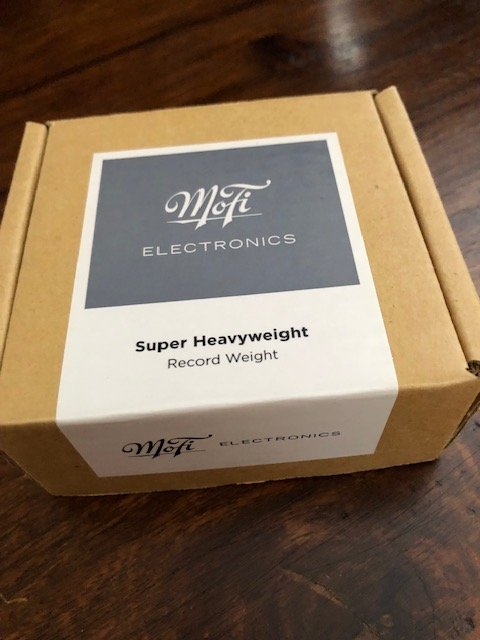 MoFi
ELECTRONICS
Super Heavyweight
Record Weight
MoFi ELECTRONICS